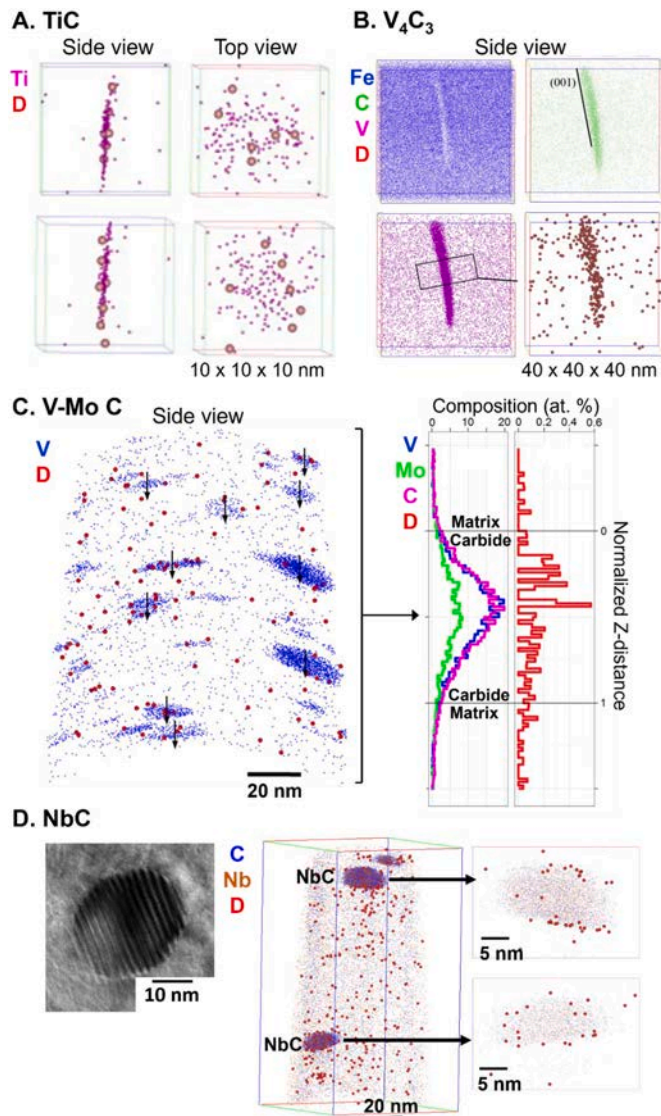 A. TiC
Side view
Top view
Ti
D
10 x 10 x 10 nm
B. V₄C₃
Side view
Fe
C
V
D
(001)
40 x 40 x 40 nm
C. V-Mo C
Side view
V
D
20 nm
Composition (at. %)
0 10 20
0 0.2 0.4 0.6
V
Mo
C
D
Matrix
Carbide
Carbide
Matrix
0
1
Normalized Z-distance
D. NbC
10 nm
C
Nb
D
NbC
NbC
20 nm
5 nm
5 nm